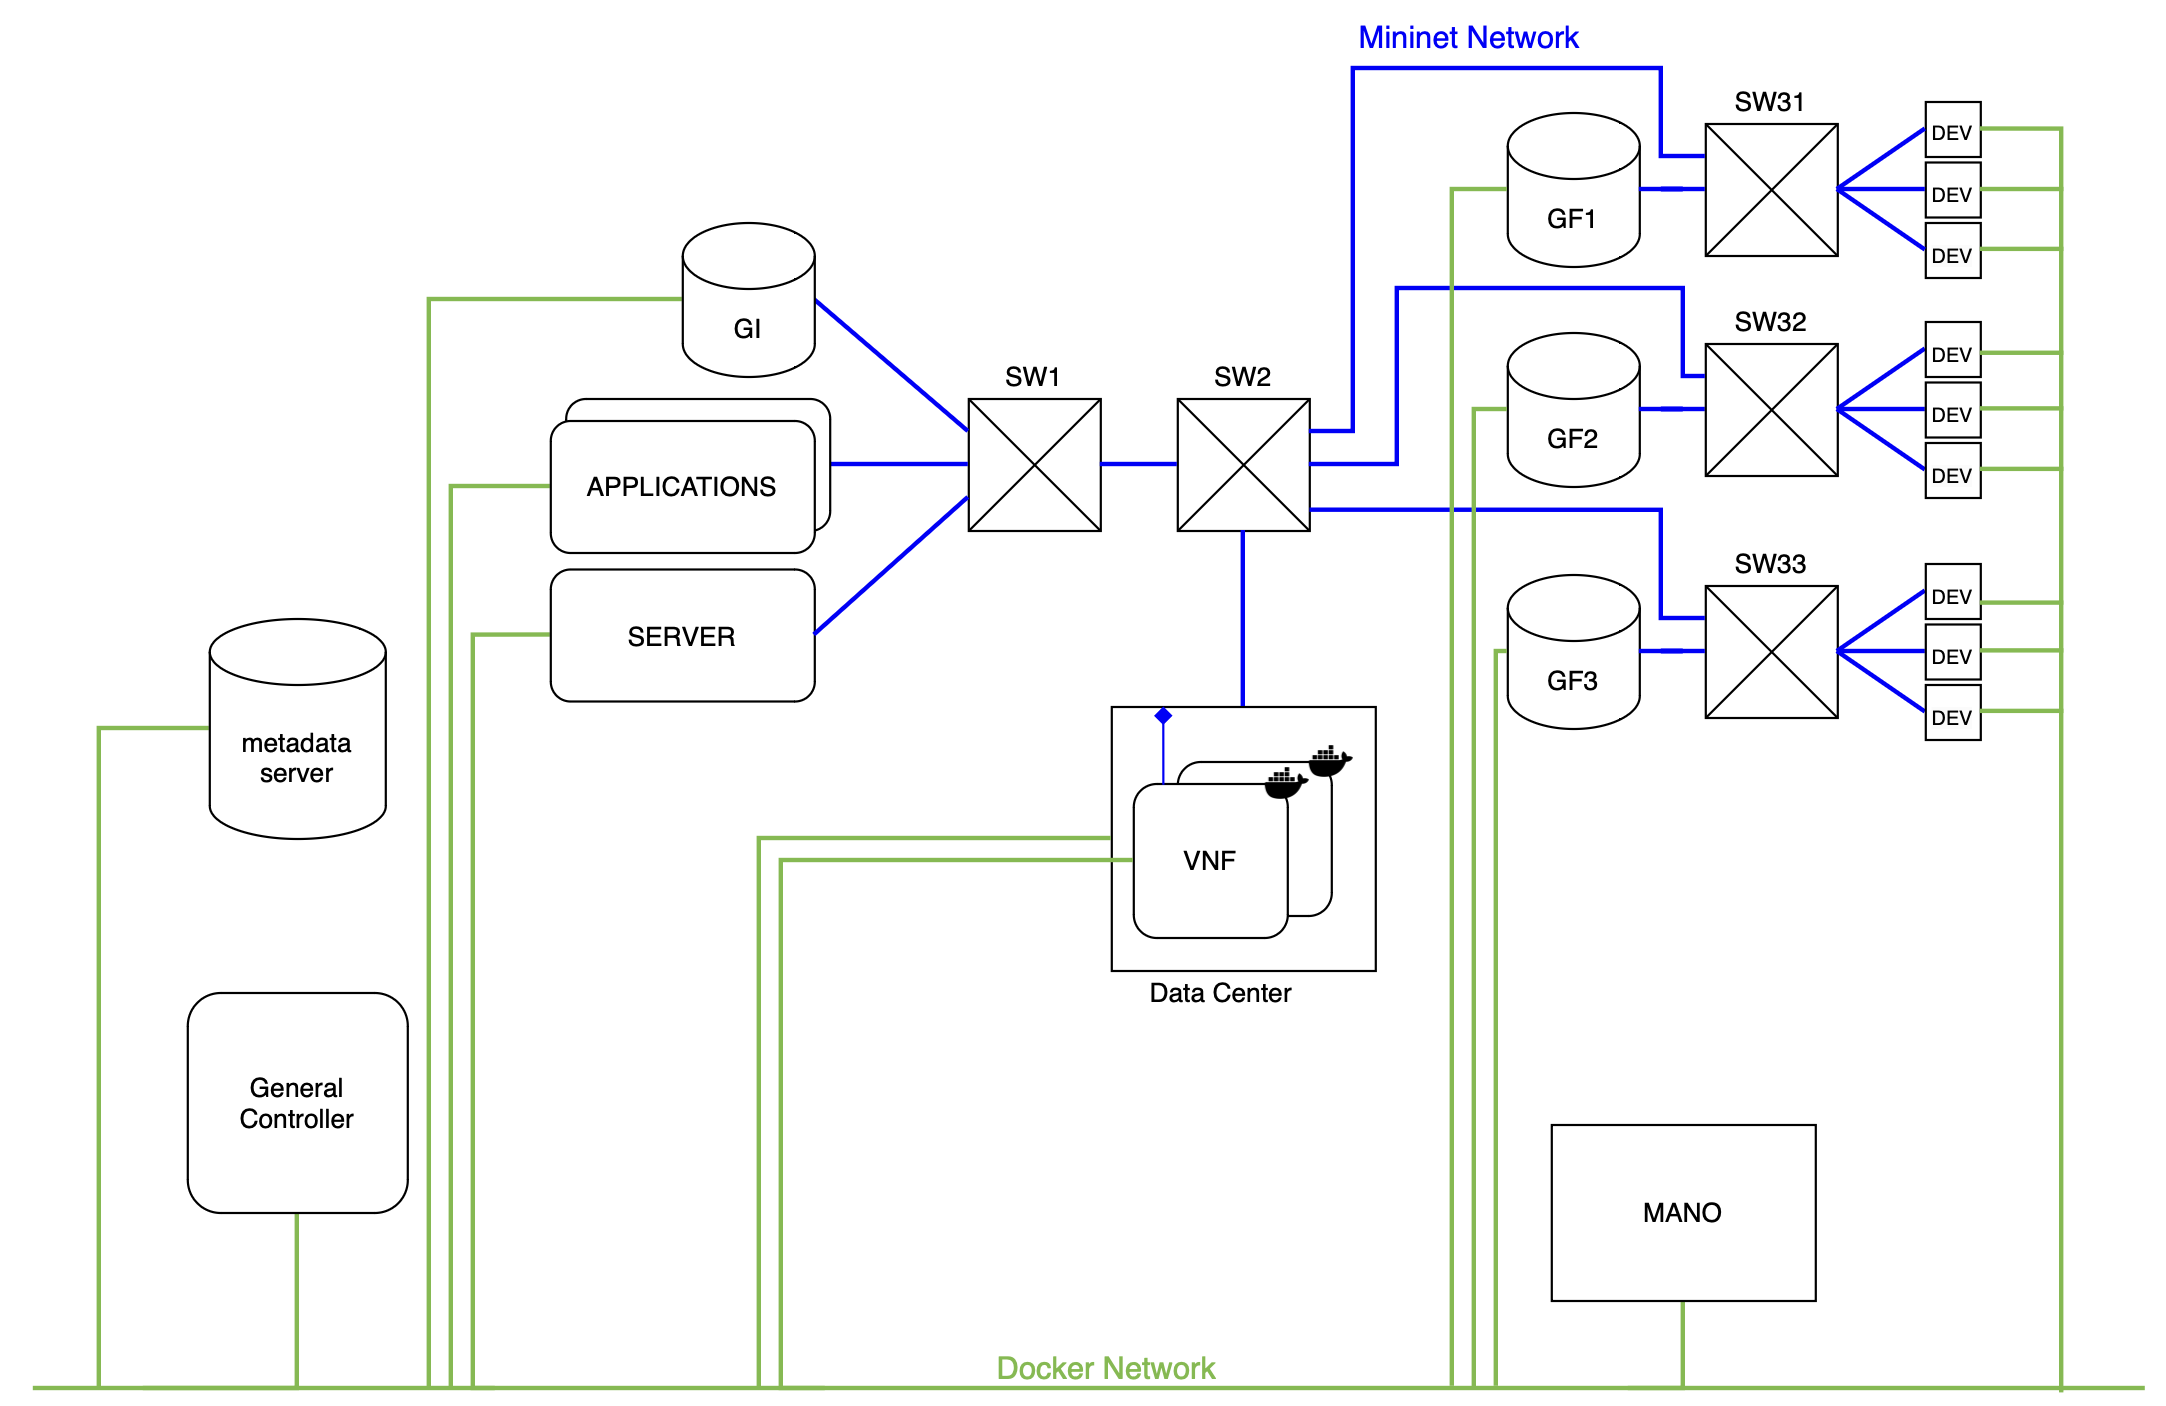 Mininet Network
SW31
DEV
DEV
GF1
DEV
SW32
GI
DEV
SW1
SW2
DEV
GF2
DEV
APPLICATIONS
SW33
DEV
SERVER
DEV
GF3
DEV
metadata
server
VNF
Data Center
General
Controller
MANO
Docker Network